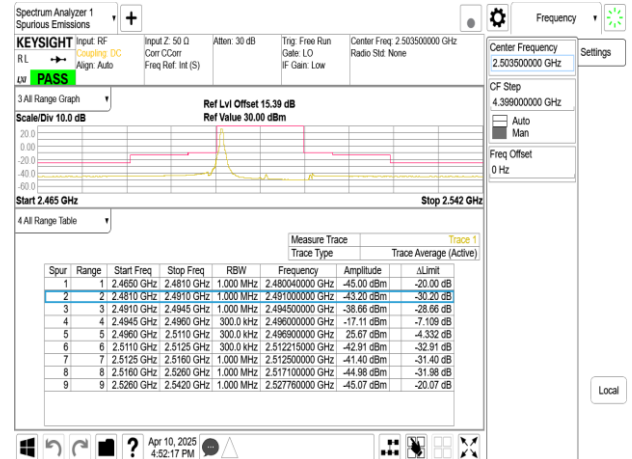 Spectrum Analyzer 1
Spurious Emissions
Frequency
KEYSIGHT Input: RF Input Z: 50 Ω Atten: 30 dB Trig: Free Run Center Freq: 2.503500000 GHz
RL Coupling: DC Corr CCorr Gate: LO Radio Std: None
Align: Auto Freq Ref: Int (S) IF Gain: Low
LXI PASS
Center Frequency
2.503500000 GHz
Settings
CF Step
4.399000000 GHz
Auto
Man
Freq Offset
0 Hz
3 All Range Graph
Ref Lvl Offset 15.39 dB
Scale/Div 10.0 dB Ref Value 30.00 dBm
20.0
0.00
-20.0
-40.0
-60.0
Start 2.465 GHz Stop 2.542 GHz
4 All Range Table
Measure Trace Trace 1
Trace Type Trace Average (Active)
Spur Range Start Freq Stop Freq RBW Frequency Amplitude ΔLimit
1 1 2.4650 GHz 2.4810 GHz 1.000 MHz 2.480040000 GHz -45.00 dBm -20.00 dB
2 2 2.4810 GHz 2.4910 GHz 1.000 MHz 2.491000000 GHz -43.20 dBm -30.20 dB
3 3 2.4910 GHz 2.4945 GHz 1.000 MHz 2.494500000 GHz -38.66 dBm -28.66 dB
4 4 2.4945 GHz 2.4960 GHz 300.0 kHz 2.496000000 GHz -17.11 dBm -7.109 dB
5 5 2.4960 GHz 2.5110 GHz 300.0 kHz 2.496900000 GHz 25.67 dBm -4.332 dB
6 6 2.5110 GHz 2.5125 GHz 300.0 kHz 2.512215000 GHz -42.91 dBm -32.91 dB
7 7 2.5125 GHz 2.5160 GHz 1.000 MHz 2.512500000 GHz -41.40 dBm -31.40 dB
8 8 2.5160 GHz 2.5260 GHz 1.000 MHz 2.517100000 GHz -44.98 dBm -31.98 dB
9 9 2.5260 GHz 2.5420 GHz 1.000 MHz 2.527760000 GHz -45.07 dBm -20.07 dB
Local
Apr 10, 2025
4:52:17 PM